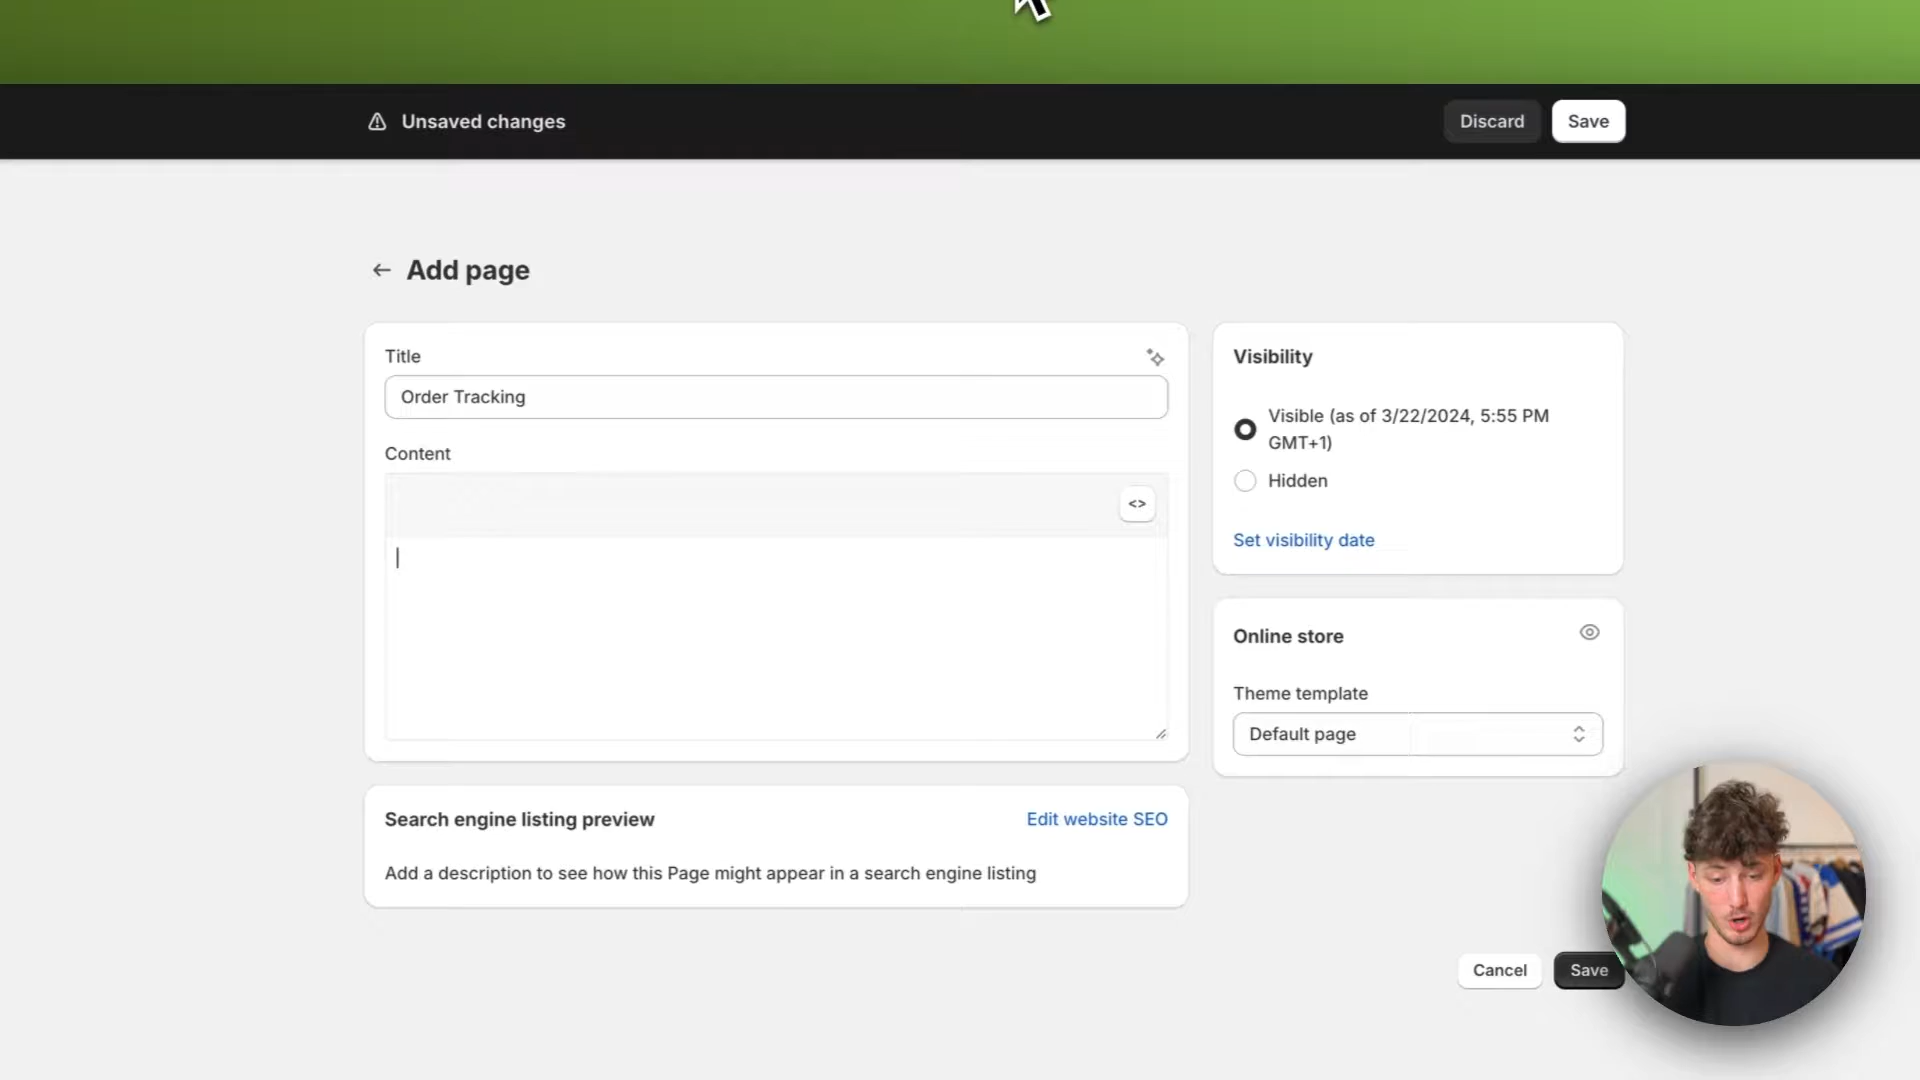 Unsaved changes
Discard
Save
Add page
Title
Order Tracking
Content
<>
Search engine listing preview
Edit website SEO
Add a description to see how this Page might appear in a search engine listing
Visibility
Visible (as of 3/22/2024, 5:55 PM
GMT+1)
Hidden
Set visibility date
Online store
Theme template
Default page
Cancel
Save